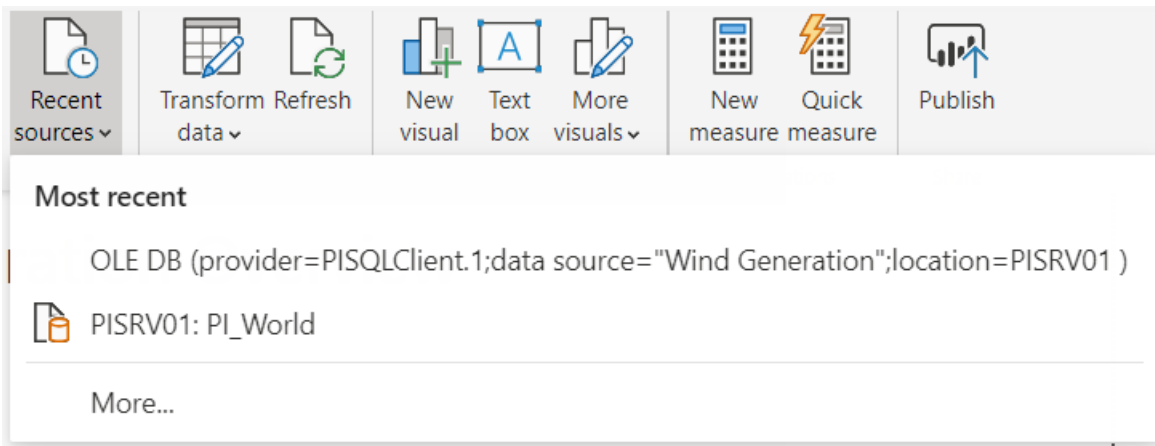 Recent
sources
Transform
data
Refresh
New
visual
A
Text
box
More
visuals
New
measure
Quick
measure
Publish
Most recent
OLE DB (provider=PISQLClient.1;data source="Wind Generation";location=PISRV01 )
PISRV01: PI_World
More...